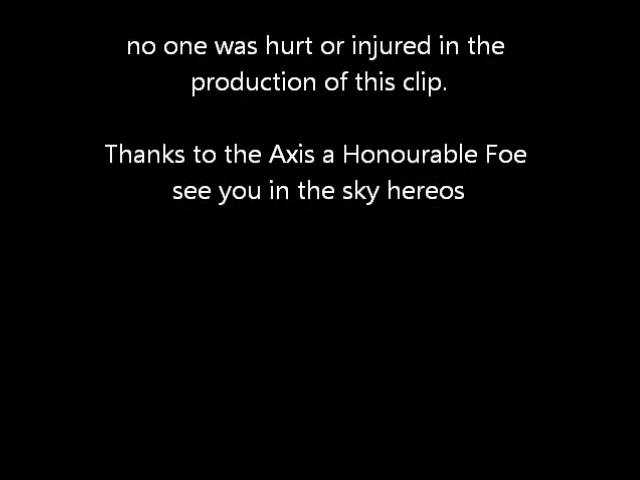 no one was hurt or injured in the
production of this clip.
Thanks to the Axis a Honourable Foe
see you in the sky hereos